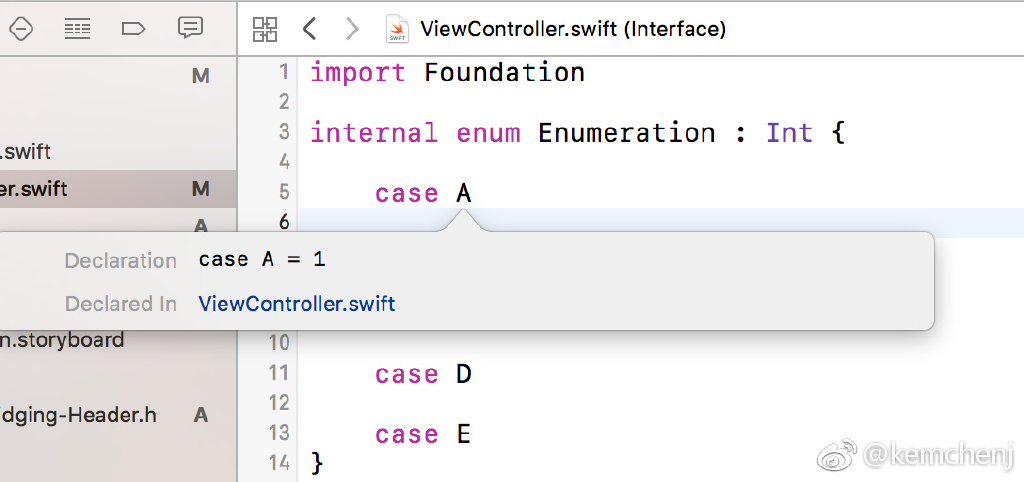 ViewController.swift (Interface)
M
.swift
er.swift M
A
n.storyboard
dging-Header.h A
1 import Foundation
2
3 internal enum Enumeration : Int {
4
5 case A
6
Declaration case A = 1
Declared In ViewController.swift
10
11 case D
12
13 case E
14 }
@kemchenj